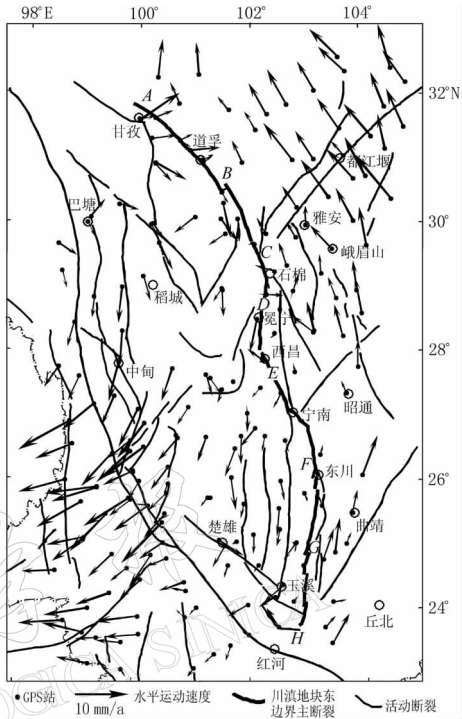 98°E
100°
102°
104°
A
32°N
甘孜
道孚
都江堰
B
巴塘
雅安
30°
C
峨眉山
石棉
稻城
D
冕宁
西昌
28°
中甸
E
昭通
宁南
F
东川
26°
曲靖
楚雄
G
玉溪
24°
丘北
H
红河
GPS站
水平运动速度
川滇地块东
活动断裂
10 mm/a
边界主断裂
OGIC
SINICA